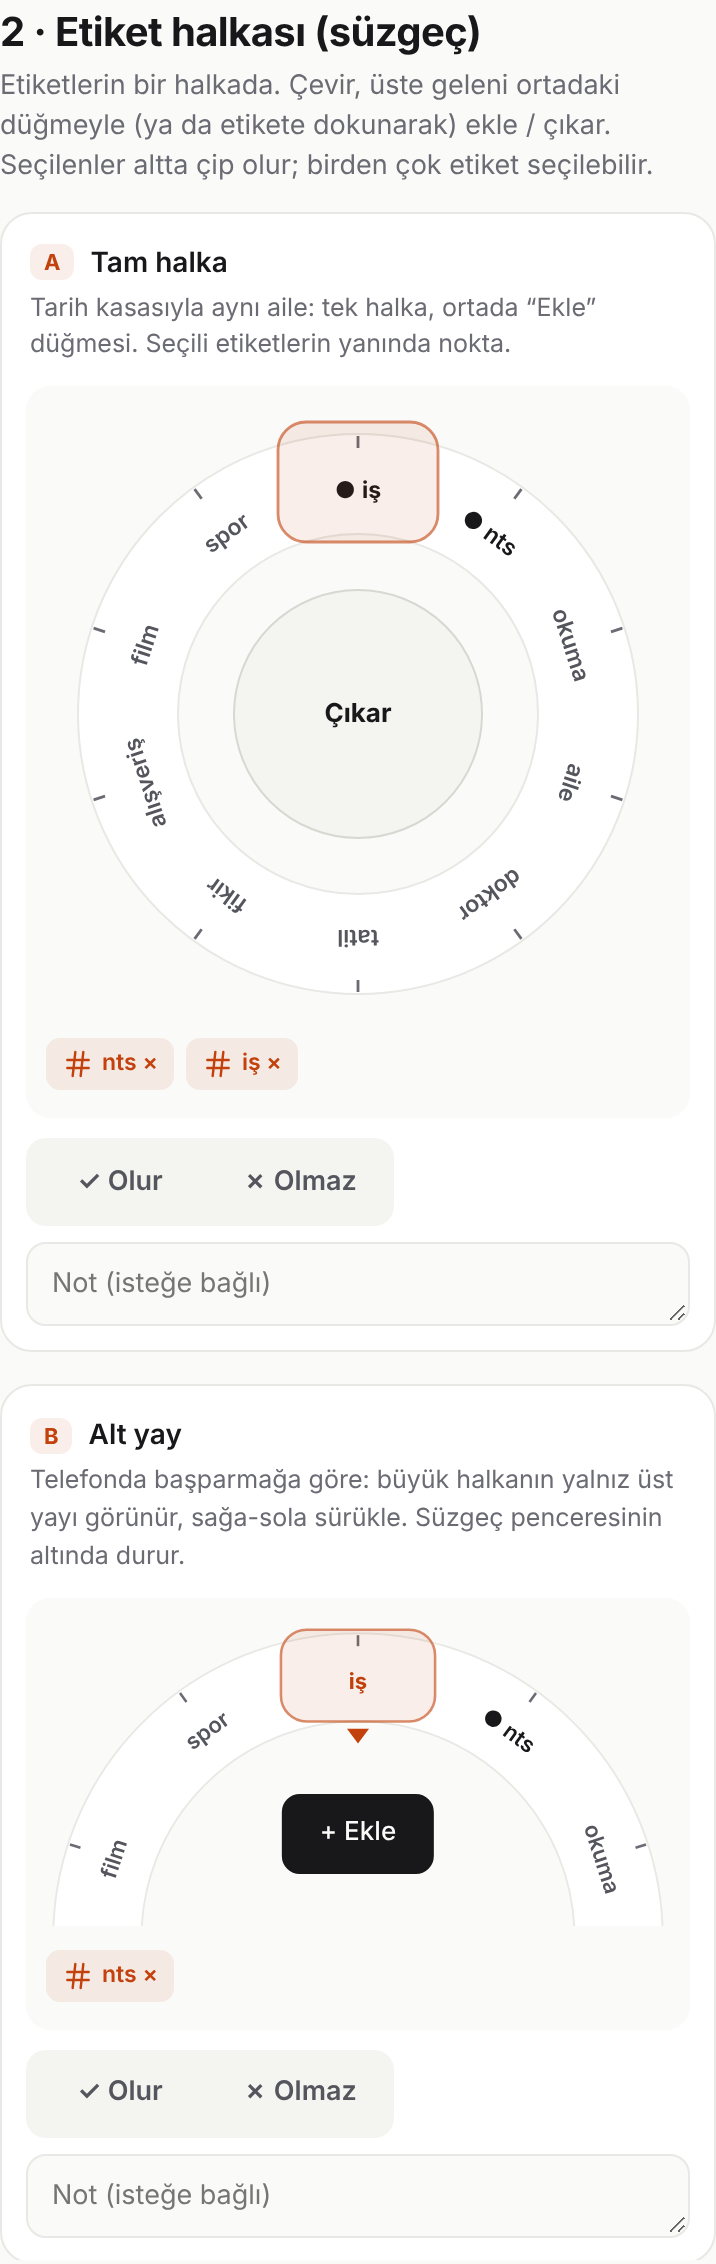 2 · Etiket halkası (süzgeç)
Etiketlerin bir halkada. Çevir, üste geleni ortadaki
düğmeyle (ya da etikete dokunarak) ekle / çıkar.
Seçilenler altta çip olur; birden çok etiket seçilebilir.
A Tam halka
Tarih kasasıyla aynı aile: tek halka, ortada “Ekle”
düğmesi. Seçili etiketlerin yanında nokta.
● iş
● nts
okuma
aile
doktor
tatil
fikir
alışveriş
film
spor
Çıkar
# nts × # iş ×
✓ Olur × Olmaz
Not (isteğe bağlı)
B Alt yay
Telefonda başparmağa göre: büyük halkanın yalnız üst
yayı görünür, sağa-sola sürükle. Süzgeç penceresinin
altında durur.
film
spor
iş
● nts
okuma
+ Ekle
# nts ×
✓ Olur × Olmaz
Not (isteğe bağlı)